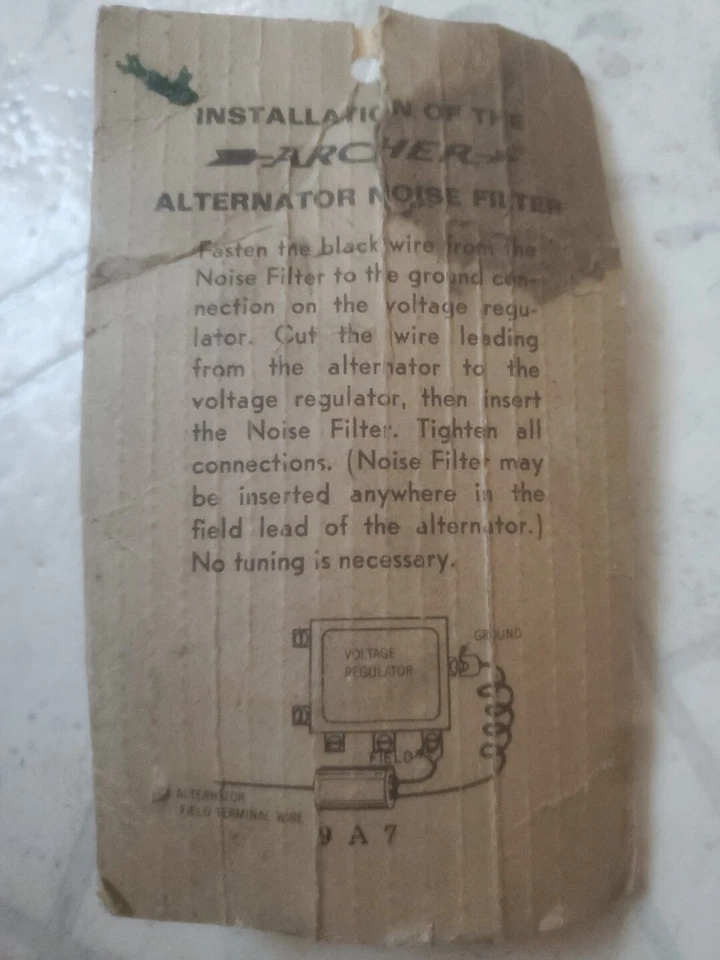 INSTALLATION OF THE
ARCHER
ALTERNATOR NOISE FILTER
Fasten the black wire from the
Noise Filter to the ground con-
nection on the voltage regu-
lator. Cut the wire leading
from the alternator to the
voltage regulator, then insert
the Noise Filter. Tighten all
connections. (Noise Filter may
be inserted anywhere in the
field lead of the alternator.)
No tuning is necessary.
GROUND
VOLTAGE
REGULATOR
FIELD
ALTERNATOR
FIELD TERMINAL WIRE
9 A 7